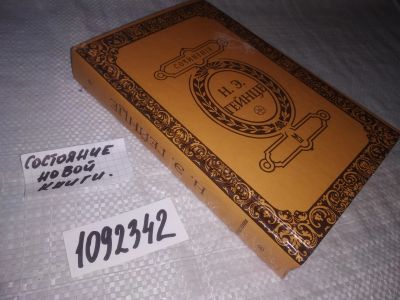 СОСТОЯНИЕ
НОВОЙ
КНИГИ.
1092342
Н. Э.
ГЕЙНЦЕ
Н. Э. ГЕЙНЦЕ